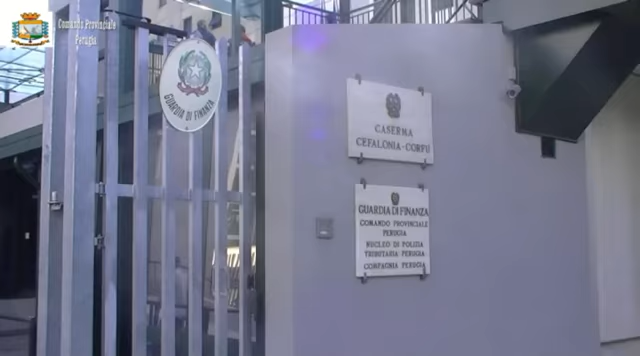 Comando Provinciale
Perugia
GUARDIA DI FINANZA
CASERMA
CEFALONIA-CORFU
GUARDIA DI FINANZA
COMANDO PROVINCIALE
PERUGIA
NUCLEO DI POLIZIA
TRIBUTARIA PERUGIA
COMPAGNIA PERUGIA